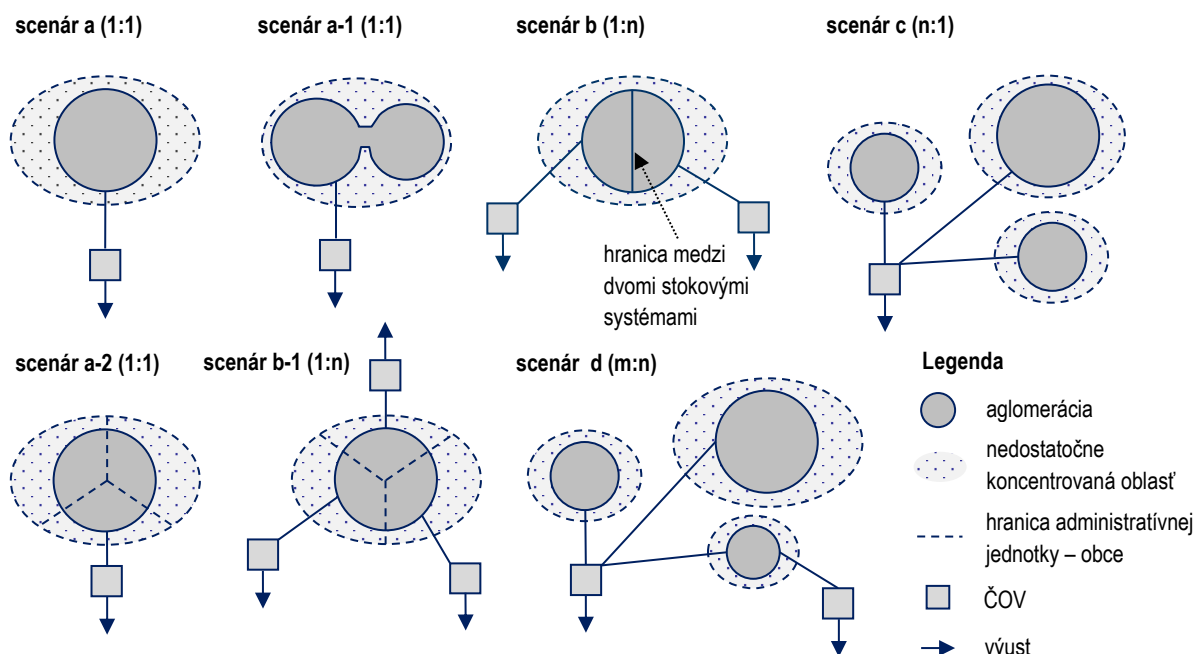 scenár a (1:1)
scenár a-1 (1:1)
scenár b (1:n)
scenár c (n:1)
hranica medzi
dvomi stokovými
systémami
scenár a-2 (1:1)
scenár b-1 (1:n)
scenár  d (m:n)
Legenda
aglomerácia
nedostatočne
koncentrovaná oblasť
hranica administratívnej
jednotky – obce
ČOV
výust